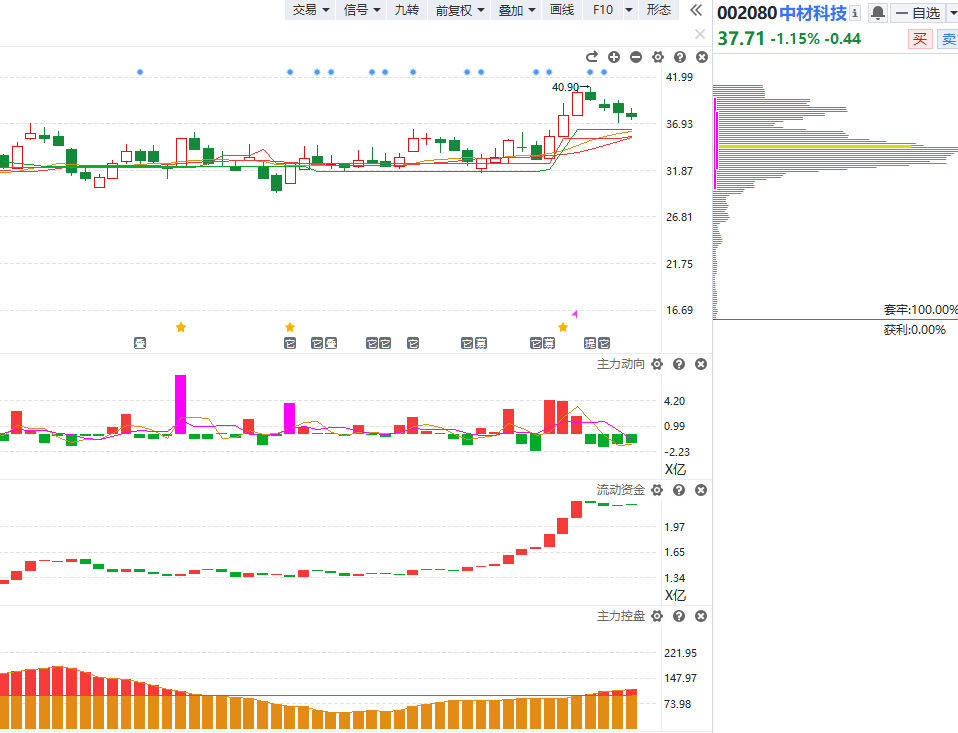 交易 信号 九转 前复权 叠加 画线 F10 形态
002080 中材科技 自选
37.71 -1.15% -0.44 买 卖
41.99
40.90
36.93
31.87
26.81
21.75
16.69
套牢:100.00%
获利:0.00%
主力动向
4.20
0.99
-2.23
X亿
流动资金
1.97
1.65
1.34
X亿
主力控盘
221.95
147.97
73.98